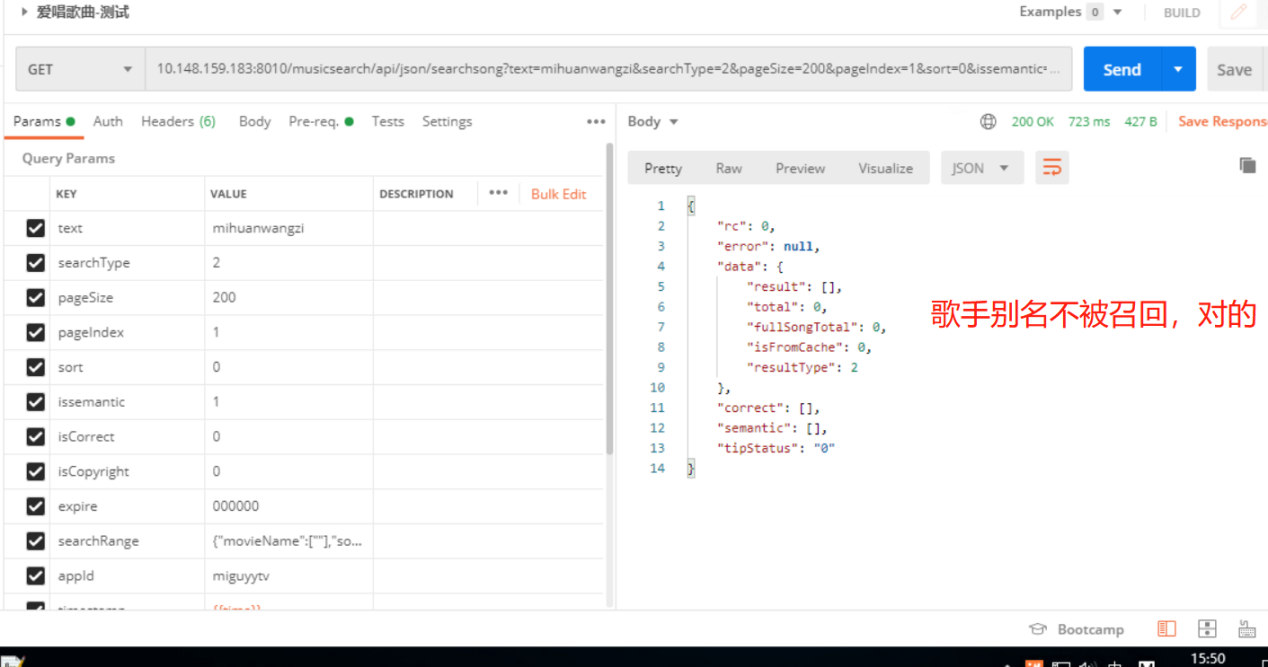 爱唱歌曲-测试
Examples 0 BUILD
GET 10.148.159.183:8010/musicsearch/api/json/searchsong?text=mihuanwangzi&searchType=2&pageSize=200&pageIndex=1&sort=0&issemantic=... Send Save
Params Auth Headers (6) Body Pre-req. Tests Settings
Query Params
KEY VALUE DESCRIPTION Bulk Edit
text mihuanwangzi
searchType 2
pageSize 200
pageIndex 1
sort 0
issemantic 1
isCorrect 0
isCopyright 0
expire 000000
searchRange {"movieName":[""],"so...
appId miguyytv
Body 200 OK 723 ms 427 B Save Respons
Pretty Raw Preview Visualize JSON
1 {
2 "rc": 0,
3 "error": null,
4 "data": {
5 "result": [],
6 "total": 0,
7 "fullSongTotal": 0,
8 "isFromCache": 0,
9 "resultType": 2
10 },
11 "correct": [],
12 "semantic": [],
13 "tipStatus": "0"
14 }
歌手别名不被召回，对的
Bootcamp
中
15:50